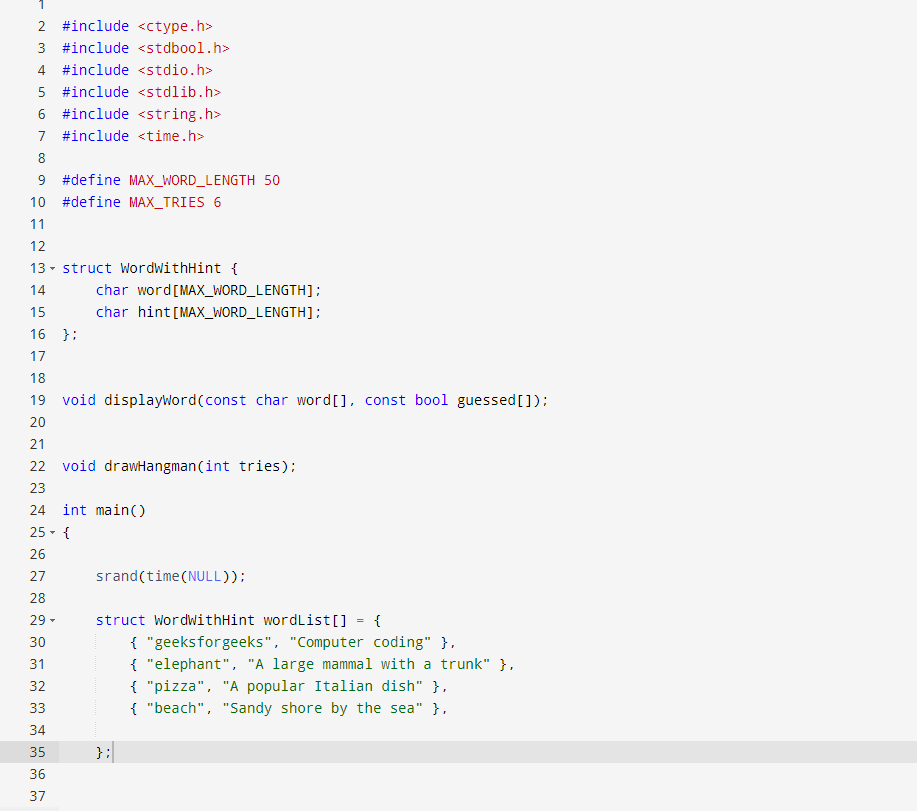 1
2 #include <ctype.h>
3 #include <stdbool.h>
4 #include <stdio.h>
5 #include <stdlib.h>
6 #include <string.h>
7 #include <time.h>
8
9 #define MAX_WORD_LENGTH 50
10 #define MAX_TRIES 6
11
12
13 struct WordWithHint {
14     char word[MAX_WORD_LENGTH];
15     char hint[MAX_WORD_LENGTH];
16 };
17
18
19 void displayWord(const char word[], const bool guessed[]);
20
21
22 void drawHangman(int tries);
23
24 int main()
25 {
26
27     srand(time(NULL));
28
29     struct WordWithHint wordList[] = {
30         { "geeksforgeeks", "Computer coding" },
31         { "elephant", "A large mammal with a trunk" },
32         { "pizza", "A popular Italian dish" },
33         { "beach", "Sandy shore by the sea" },
34
35     };
36
37